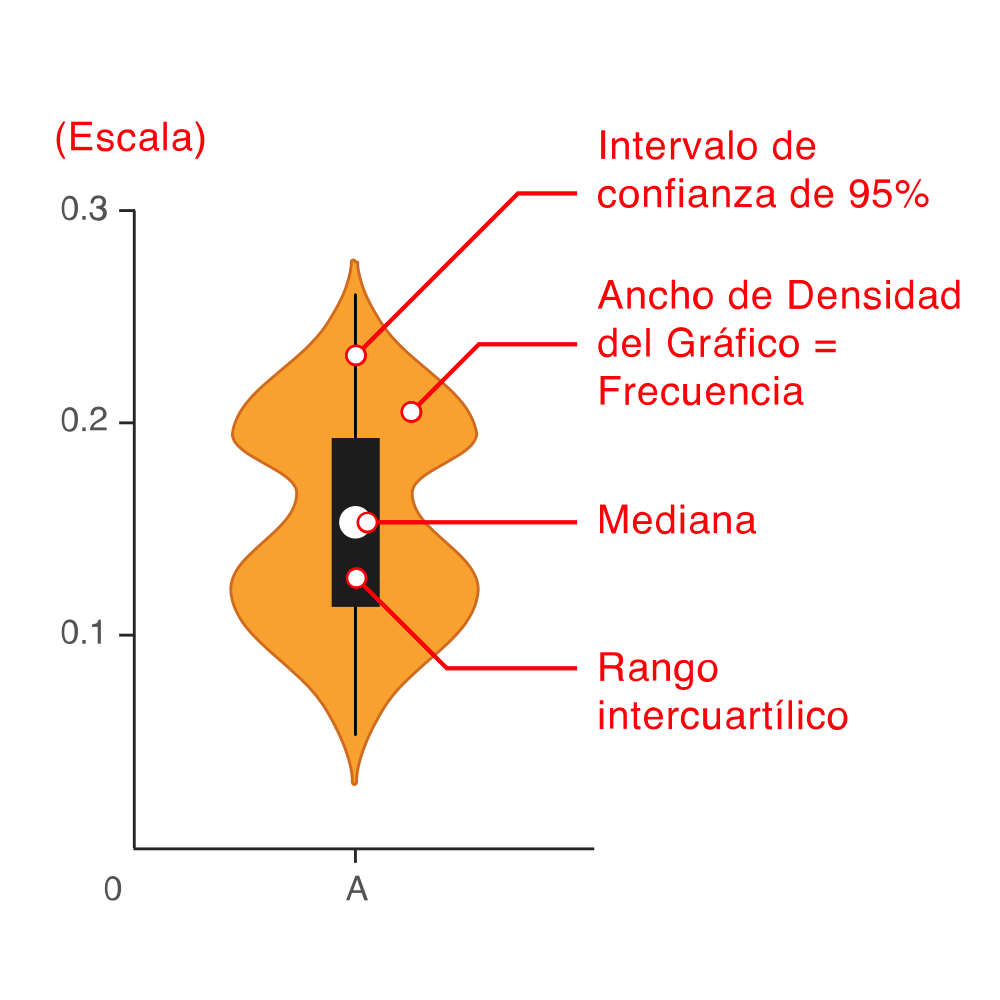 (Escala)
0.3
0.2
0.1
0
A
Intervalo de
confianza de 95%
Ancho de Densidad
del Gráfico =
Frecuencia
Mediana
Rango
intercuartílico